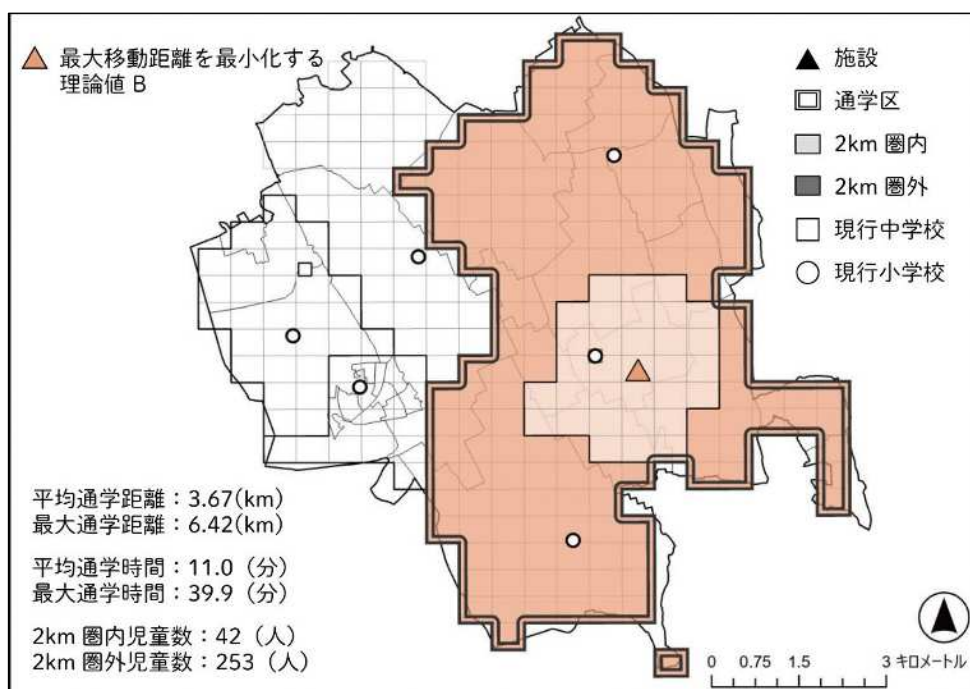 最大移動距離を最小化する
理論値 B
施設
通学区
2km 圏内
2km 圏外
現行中学校
現行小学校
平均通学距離：3.67(km)
最大通学距離：6.42(km)
平均通学時間：11.0（分）
最大通学時間：39.9（分）
2km 圏内児童数：42（人）
2km 圏外児童数：253（人）
0 0.75 1.5 3 キロメートル